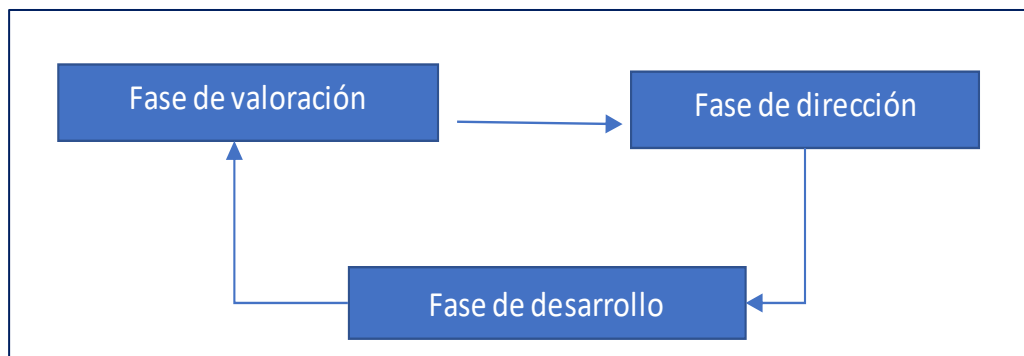 Fase de valoración
Fase de dirección
Fase de desarrollo